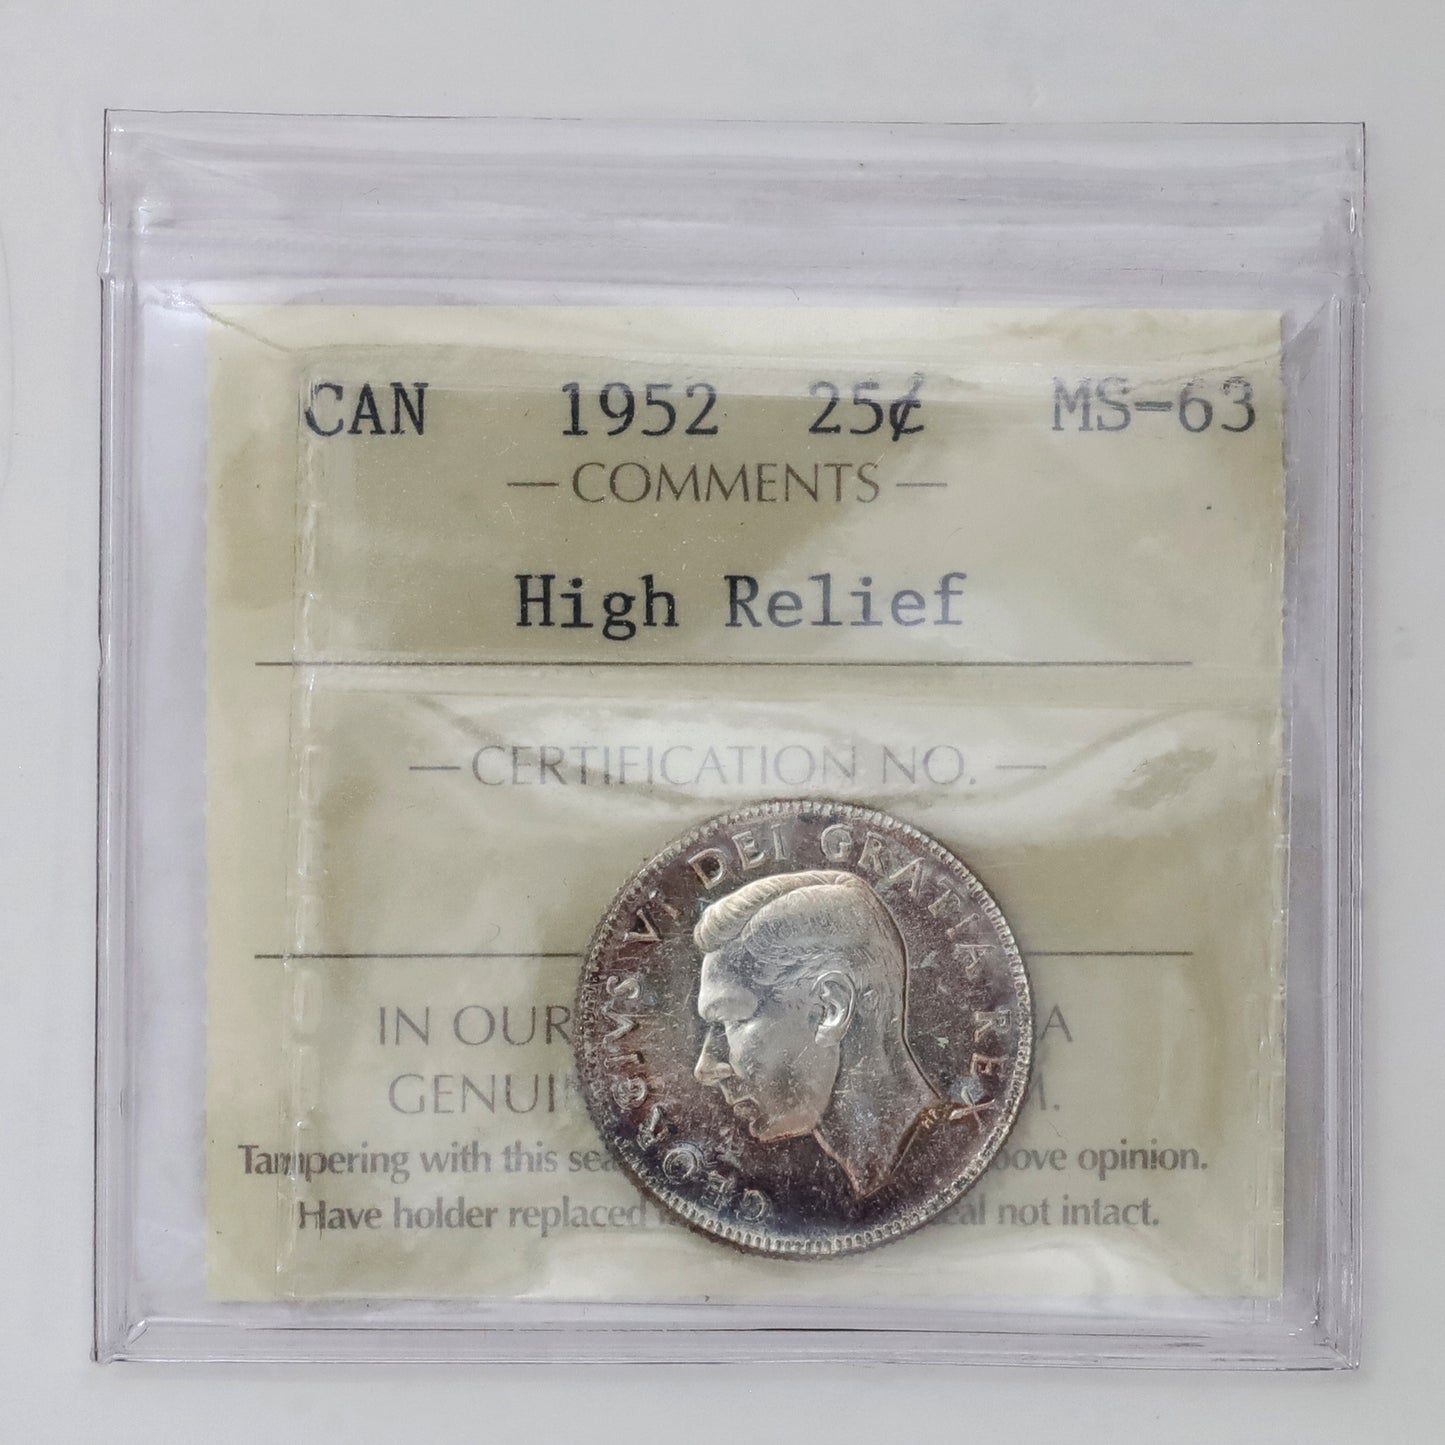 CAN 1952 25¢ MS-63
— COMMENTS —
High Relief
— CERTIFICATION NO. —
IN OUR A
GENUI M.
Tampering with this sea bove opinion.
Have holder replaced eal not intact.
GEORGIVS VI DEI GRATIA REX